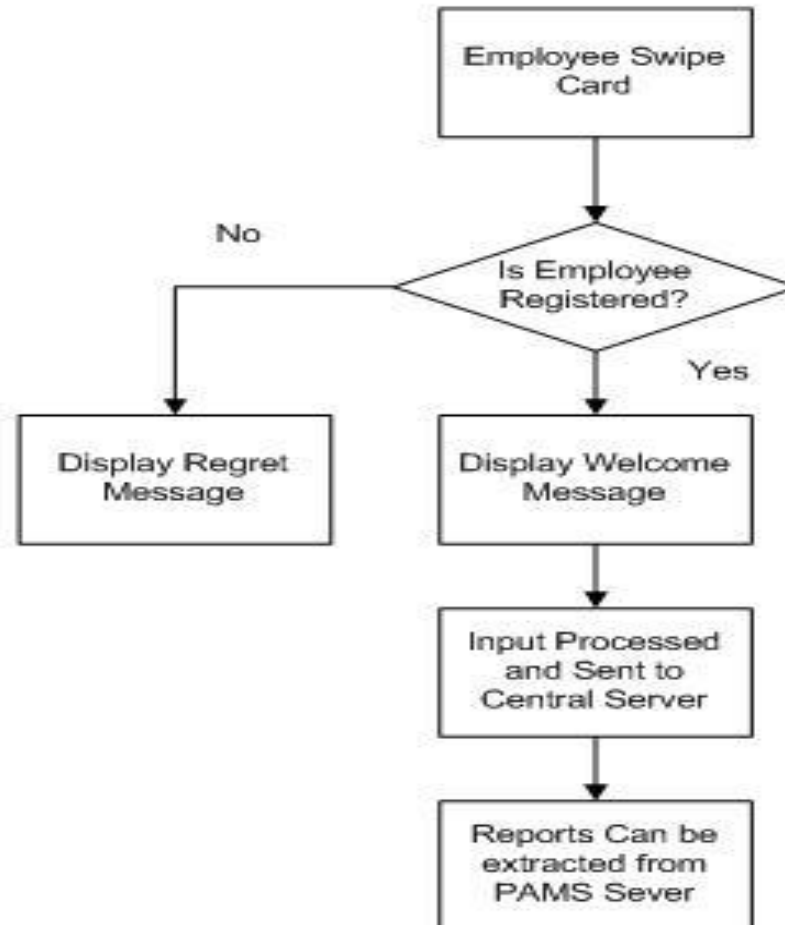 Employee Swipe
Card
No
Is Employee
Registered?
Yes
Display Regret
Message
Display Welcome
Message
Input Processed
and Sent to
Central Server
Reports Can be
extracted from
PAMS Sever